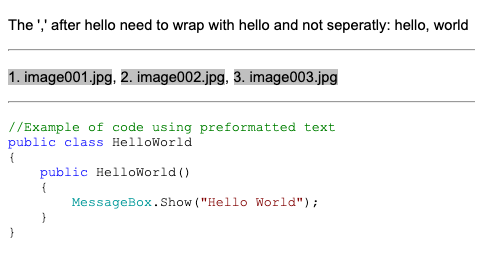 The ',' after hello need to wrap with hello and not seperatly: hello, world
1. image001.jpg, 2. image002.jpg, 3. image003.jpg
//Example of code using preformatted text
public class HelloWorld
{
    public HelloWorld()
    {
        MessageBox.Show("Hello World");
    }
}